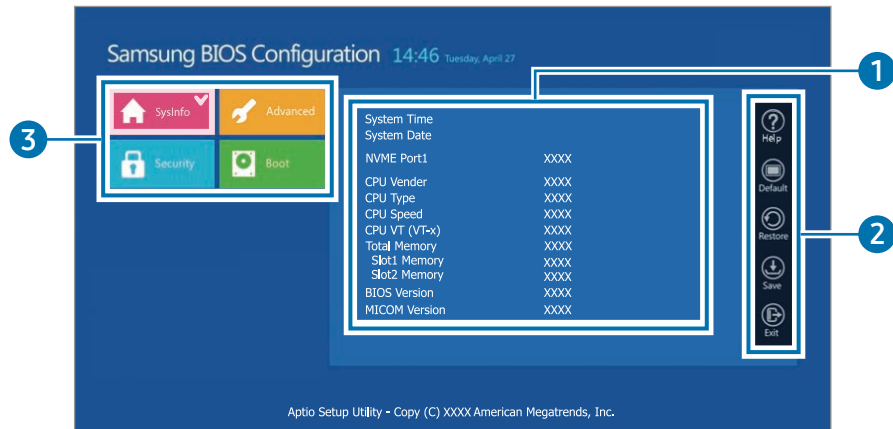 Samsung BIOS Configuration 14:46 Tuesday, April 27
1
SysInfo Advanced
Security Boot
3
System Time
System Date
NVME Port1 XXXX
CPU Vender XXXX
CPU Type XXXX
CPU Speed XXXX
CPU VT (VT-x) XXXX
Total Memory XXXX
Slot1 Memory XXXX
Slot2 Memory XXXX
BIOS Version XXXX
MICOM Version XXXX
Help
Default
Restore
Save
Exit
2
Aptio Setup Utility - Copy (C) XXXX American Megatrends, Inc.